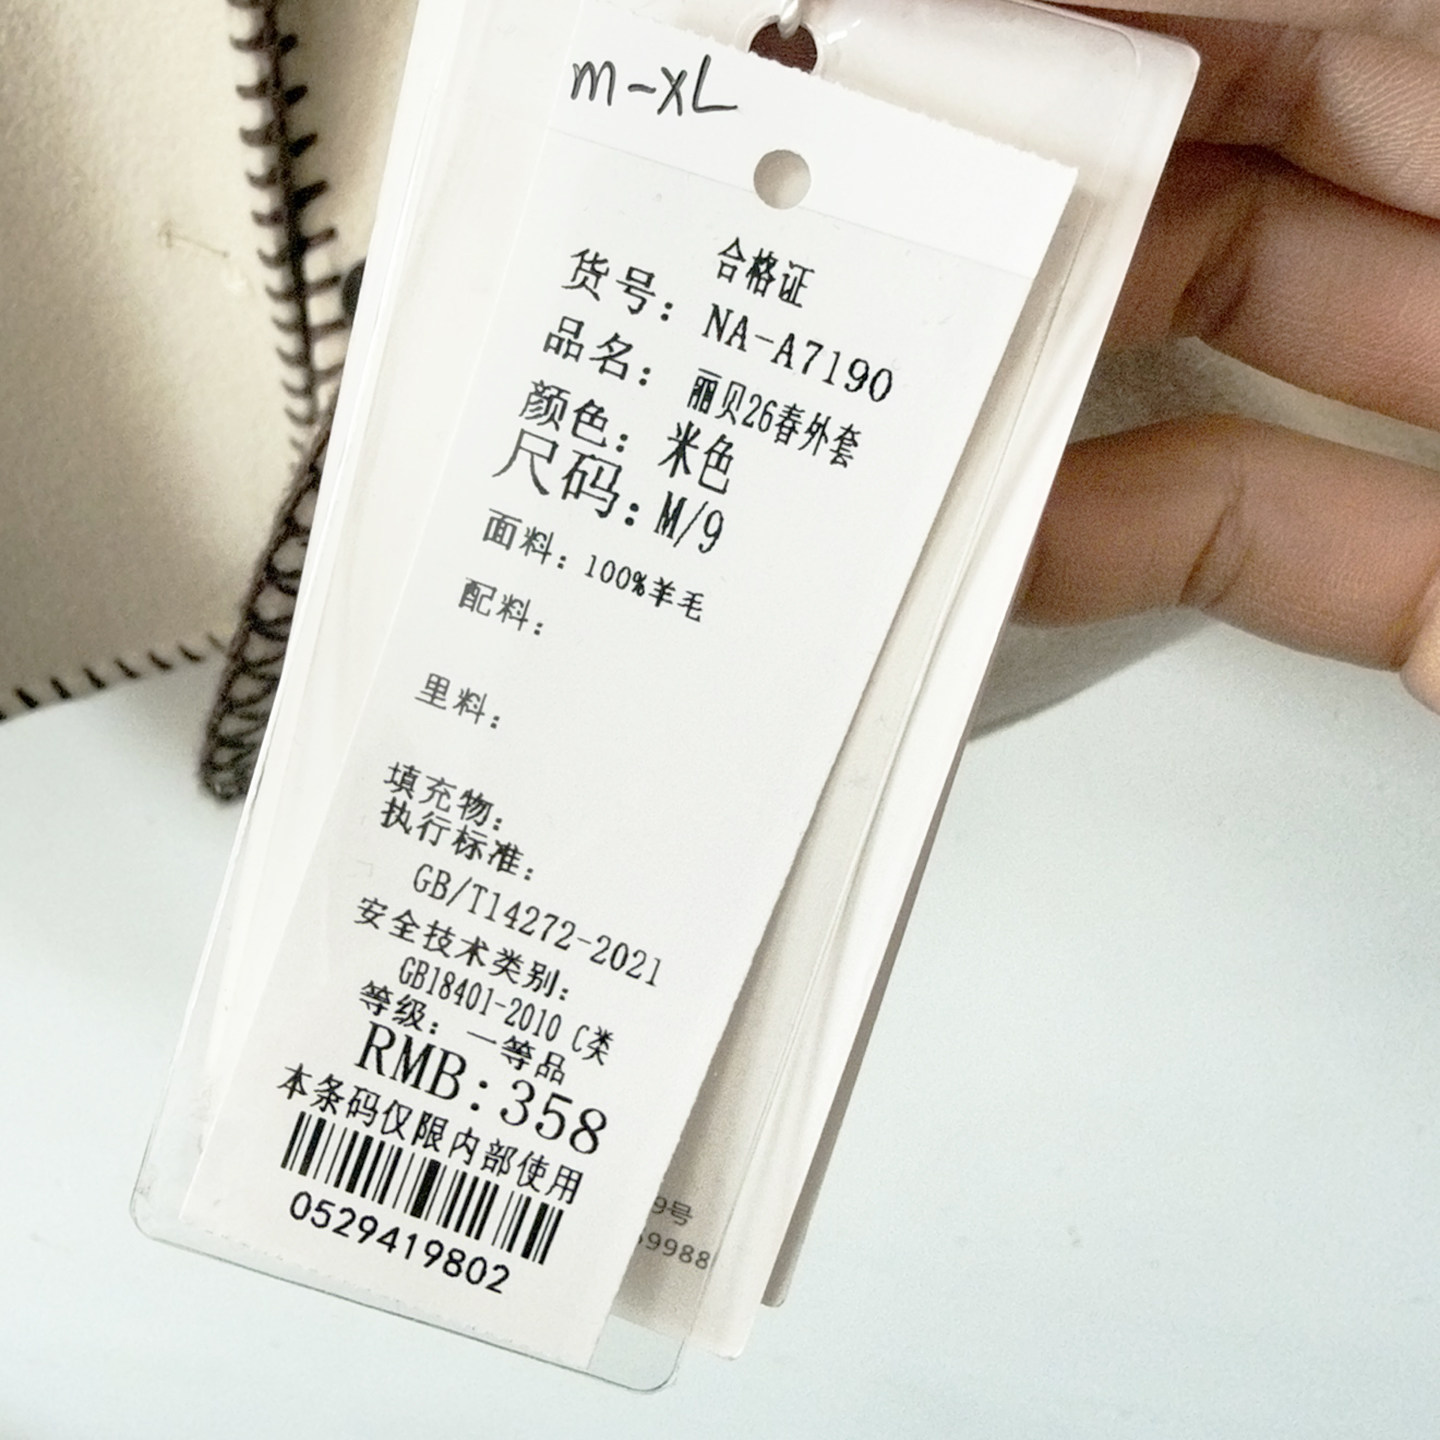 m-XL
合格证
货号: NA-A7190
品名: 丽贝26春外套
颜色: 米色
尺码: M/9
面料: 100%羊毛
配料:
里料:
填充物:
执行标准:
GB/T14272-2021
安全技术类别:
GB18401-2010 C类
等级: 一等品
RMB: 358
本条码仅限内部使用
0529419802
9号
59988